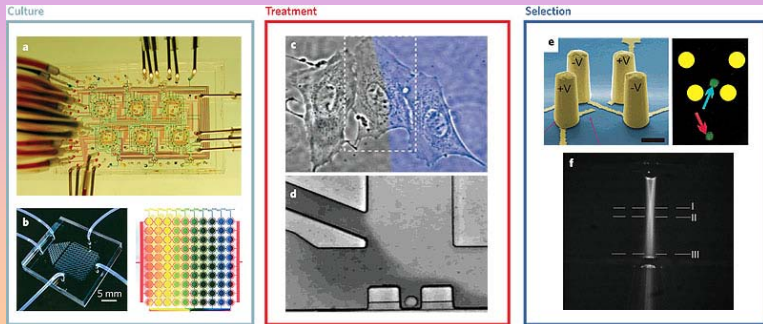 Culture
Treatment
Selection
a
b
5 mm
c
d
e
-V
+V
+V
-V
f
I
II
III